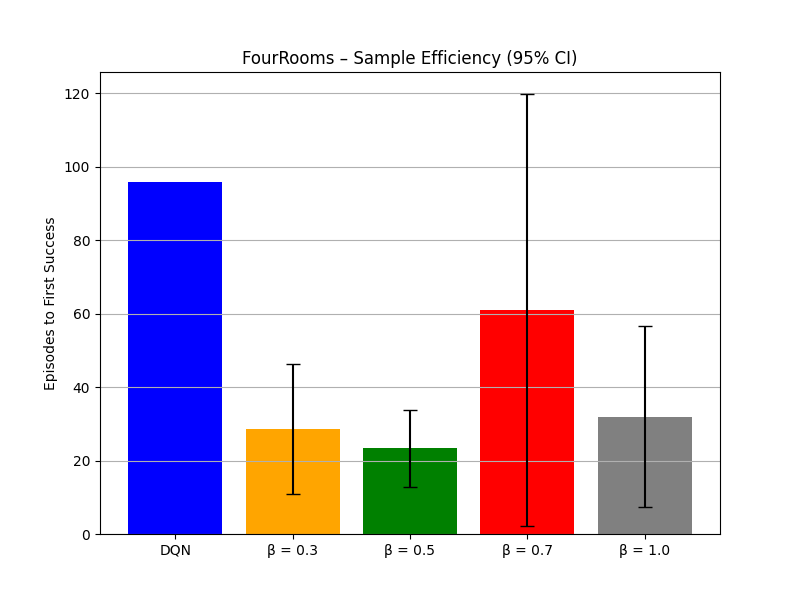 FourRooms – Sample Efficiency (95% CI)
Episodes to First Success
120
100
80
60
40
20
0
DQN
β = 0.3
β = 0.5
β = 0.7
β = 1.0